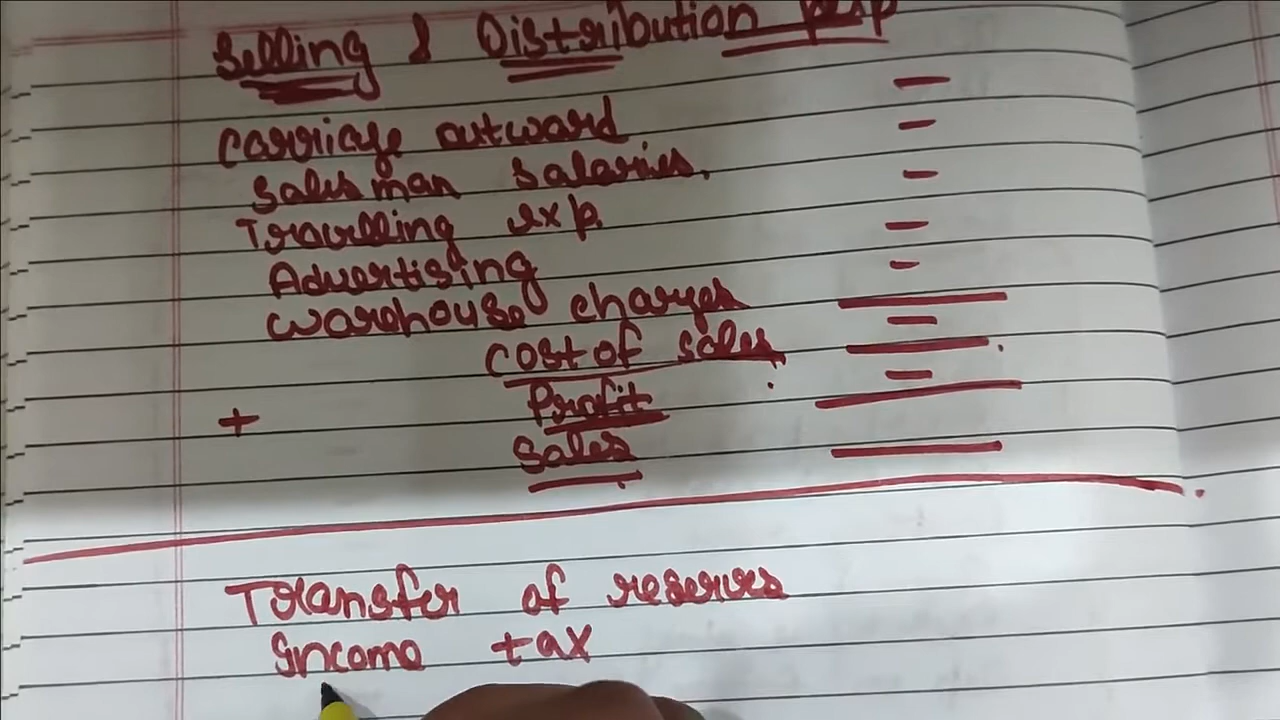 Selling & Distribution exp
Carriage outward
Salesman salaries.
Travelling exp.
Advertising
Warehouse charges
Cost of sales
+ Profit
Sales
Transfer of reserves
Income tax